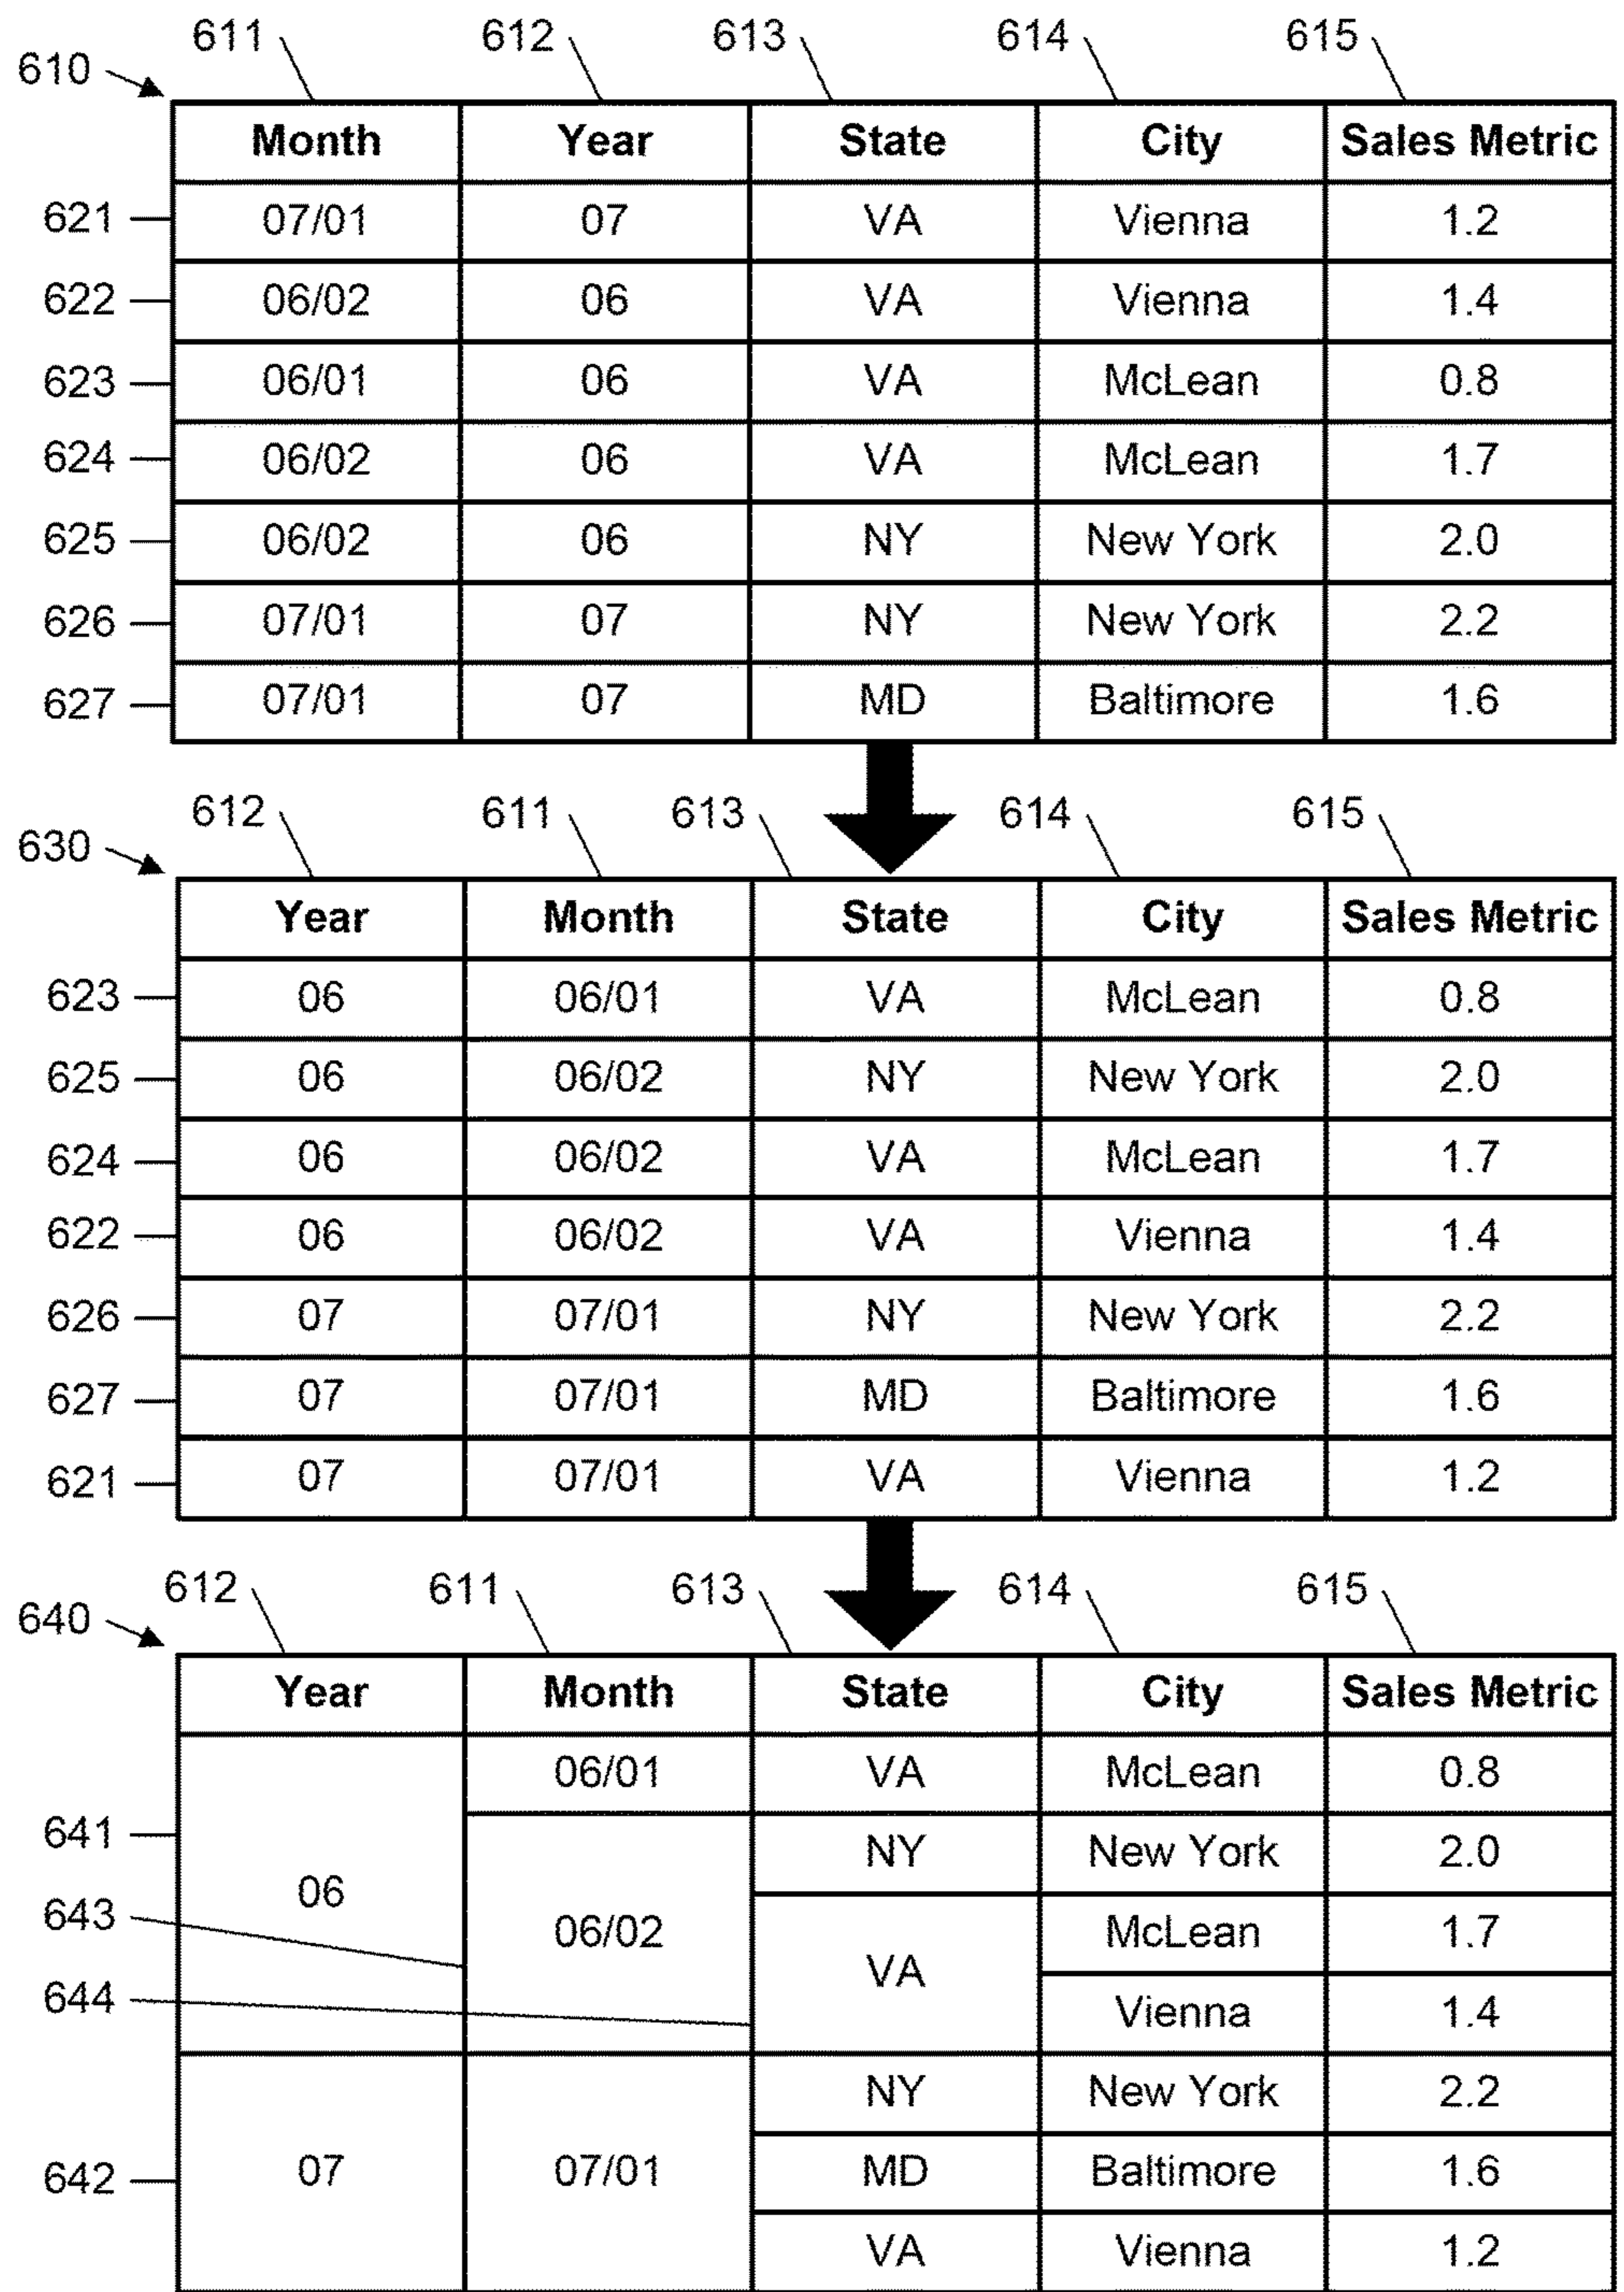 611 612 613 614 615
610
Month Year State City Sales Metric
621 07/01 07 VA Vienna 1.2
622 06/02 06 VA Vienna 1.4
623 06/01 06 VA McLean 0.8
624 06/02 06 VA McLean 1.7
625 06/02 06 NY New York 2.0
626 07/01 07 NY New York 2.2
627 07/01 07 MD Baltimore 1.6
612 611 613 614 615
630
Year Month State City Sales Metric
623 06 06/01 VA McLean 0.8
625 06 06/02 NY New York 2.0
624 06 06/02 VA McLean 1.7
622 06 06/02 VA Vienna 1.4
626 07 07/01 NY New York 2.2
627 07 07/01 MD Baltimore 1.6
621 07 07/01 VA Vienna 1.2
612 611 613 614 615
640
Year Month State City Sales Metric
06/01 VA McLean 0.8
641 NY New York 2.0
06
643 06/02 McLean 1.7
VA
644 Vienna 1.4
NY New York 2.2
642 07 07/01 MD Baltimore 1.6
VA Vienna 1.2